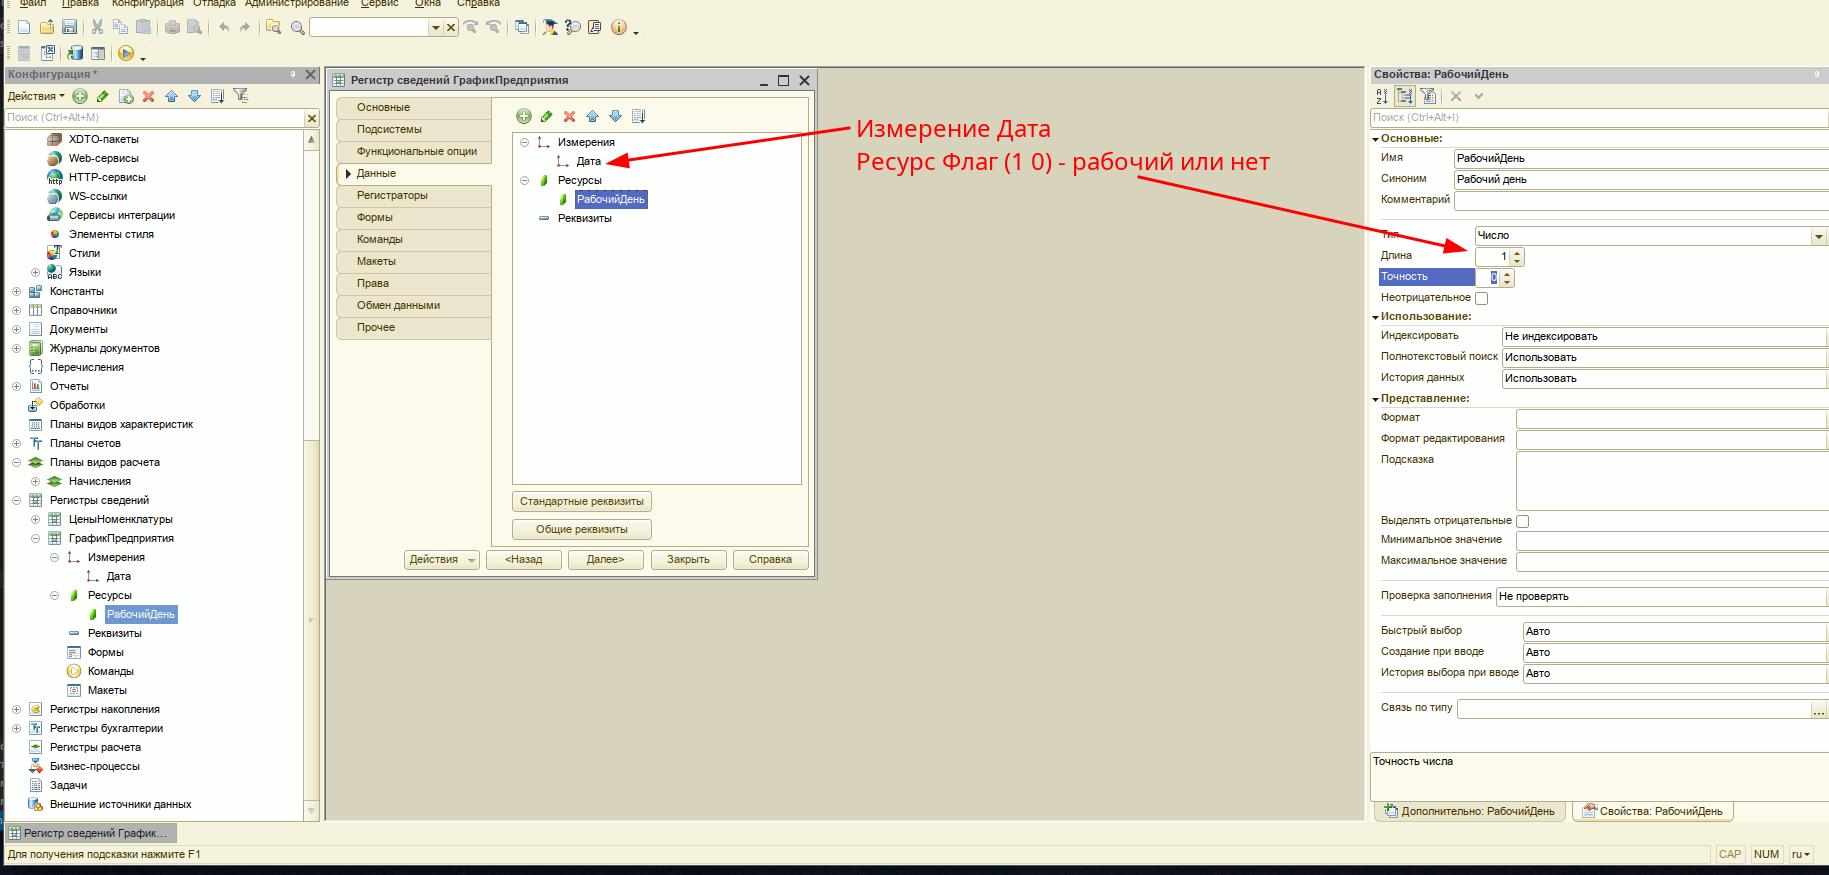 Файл Правка Конфигурация Отладка Администрирование Сервис Окна Справка
Конфигурация *
Действия
Поиск (Ctrl+Alt+M)
XDTO-пакеты
Web-сервисы
HTTP-сервисы
WS-ссылки
Сервисы интеграции
Элементы стиля
Стили
Языки
Константы
Справочники
Документы
Журналы документов
Перечисления
Отчеты
Обработки
Планы видов характеристик
Планы счетов
Планы видов расчета
Начисления
Регистры сведений
ЦеныНоменклатуры
ГрафикПредприятия
Измерения
Дата
Ресурсы
РабочийДень
Реквизиты
Формы
Команды
Макеты
Регистры накопления
Регистры бухгалтерии
Регистры расчета
Бизнес-процессы
Задачи
Внешние источники данных
Регистр сведений ГрафикПредприятия
Основные
Подсистемы
Функциональные опции
Данные
Регистраторы
Формы
Команды
Макеты
Права
Обмен данными
Прочее
Измерения
Дата
Ресурсы
РабочийДень
Реквизиты
Стандартные реквизиты
Общие реквизиты
Действия <Назад Далее> Закрыть Справка
Измерение Дата
Ресурс Флаг (1 0) - рабочий или нет
Свойства: РабочийДень
Поиск (Ctrl+Alt+I)
Основные:
Имя РабочийДень
Синоним Рабочий день
Комментарий
Тип Число
Длина 1
Точность 0
Неотрицательное
Использование:
Индексировать Не индексировать
Полнотекстовый поиск Использовать
История данных Использовать
Представление:
Формат
Формат редактирования
Подсказка
Выделять отрицательные
Минимальное значение
Максимальное значение
Проверка заполнения Не проверять
Быстрый выбор Авто
Создание при вводе Авто
История выбора при вводе Авто
Связь по типу ...
Точность числа
Дополнительно: РабочийДень Свойства: РабочийДень
Регистр сведений График...
Для получения подсказки нажмите F1
CAP NUM ru